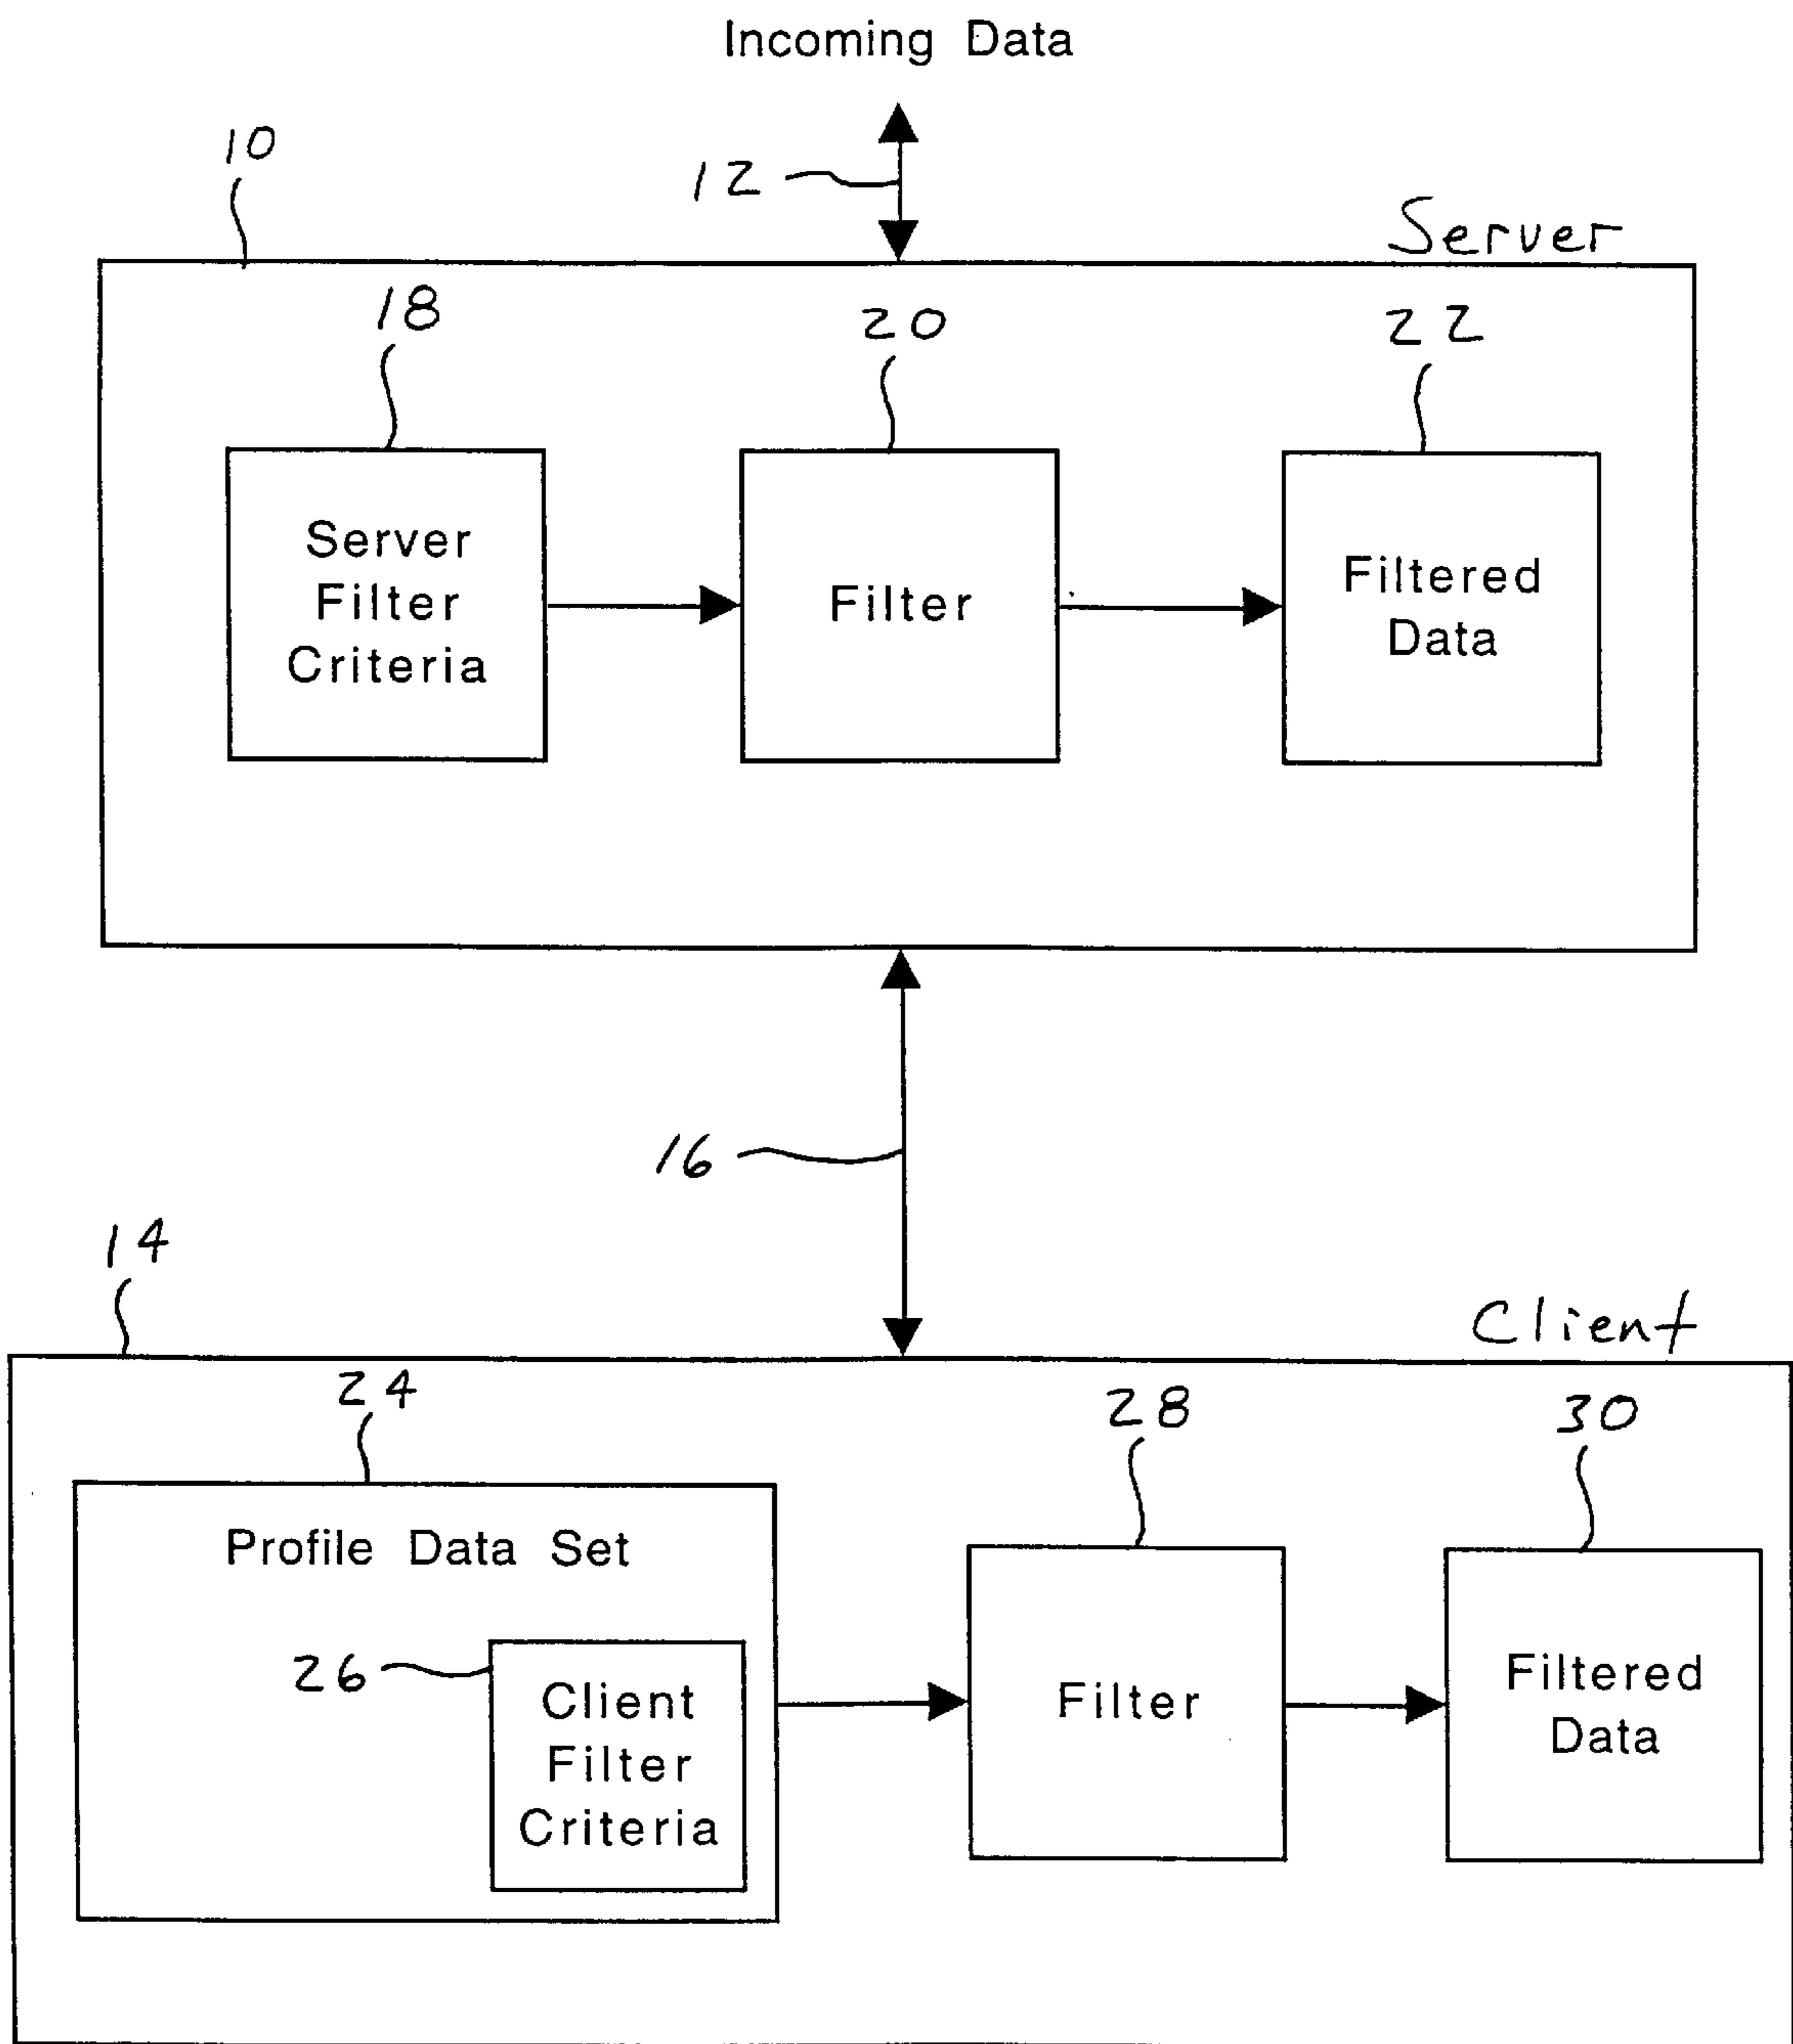 Incoming Data
10
12
Server
18
20
22
Server
Filter
Criteria
Filter
Filtered
Data
16
14
Client
24
28
30
Profile Data Set
26
Client
Filter
Criteria
Filter
Filtered
Data